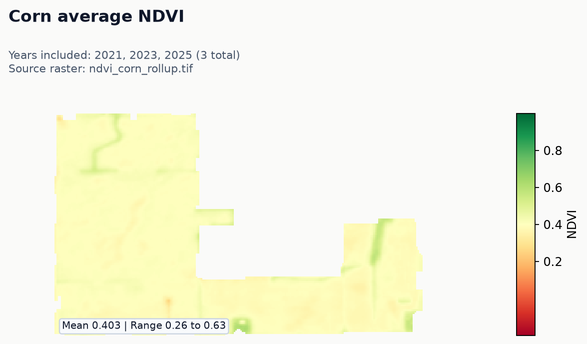 Corn average NDVI
Years included: 2021, 2023, 2025 (3 total)
Source raster: ndvi_corn_rollup.tif
0.8
0.6
0.4
0.2
NDVI
Mean 0.403 | Range 0.26 to 0.63